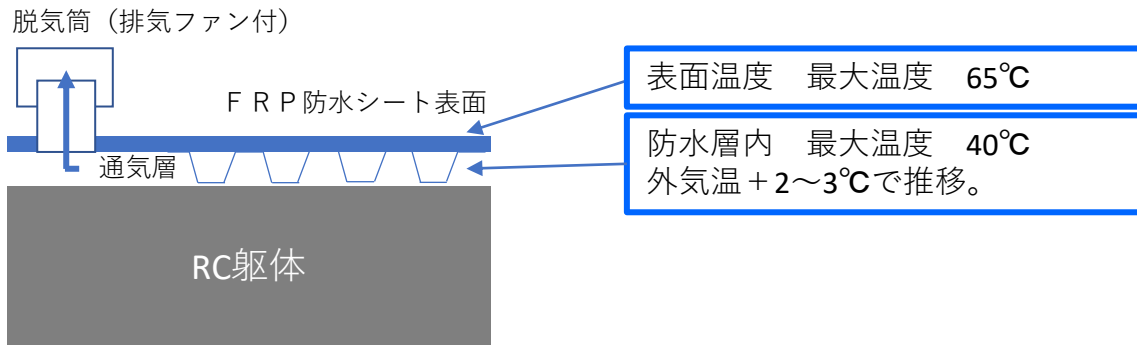 脱気筒（排気ファン付）
ＦＲＰ防水シート表面
通気層
RC躯体
表面温度　最大温度　65℃
防水層内　最大温度　40℃
外気温＋2～3℃で推移。